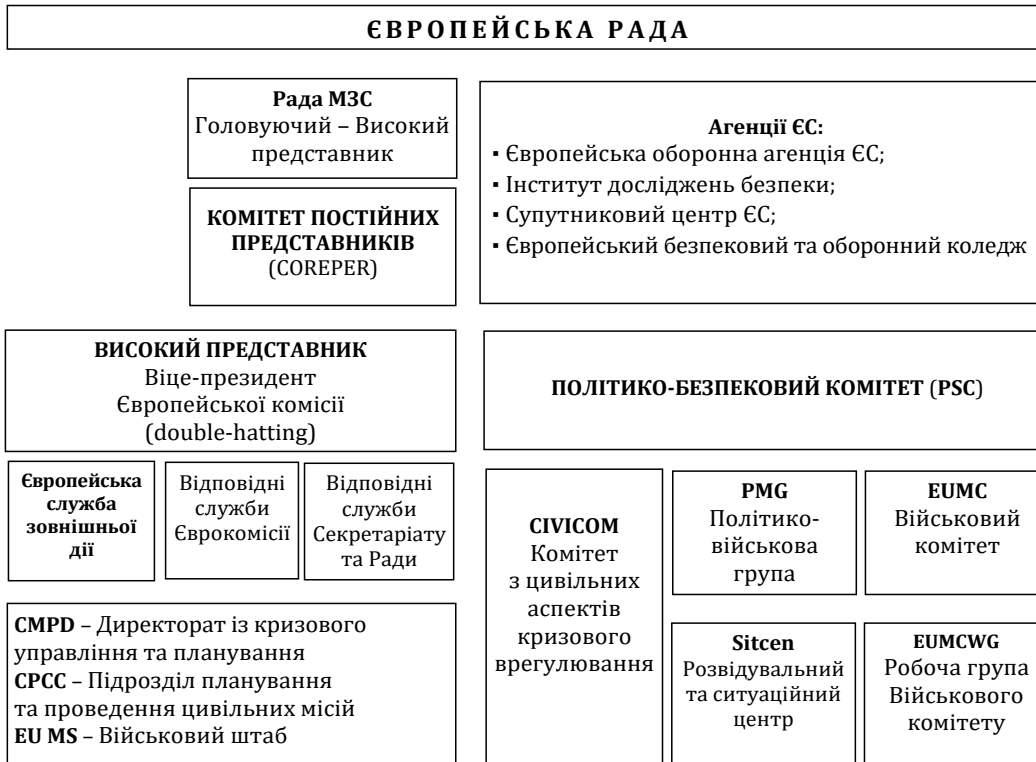 ЄВРОПЕЙСЬКА РАДА
Рада МЗС
Головуючий – Високий
представник
КОМІТЕТ ПОСТІЙНИХ
ПРЕДСТАВНИКІВ
(COREPER)
Агенції ЄС:
▪ Європейська оборонна агенція ЄС;
▪ Інститут досліджень безпеки;
▪ Супутниковий центр ЄС;
▪ Європейський безпековий та оборонний коледж
ВИСОКИЙ ПРЕДСТАВНИК
Віце-президент
Європейської комісії
(double-hatting)
ПОЛІТИКО-БЕЗПЕКОВИЙ КОМІТЕТ (PSC)
Європейська
служба
зовнішньої
дії
Відповідні
служби
Єврокомісії
Відповідні
служби
Секретаріату
та Ради
CMPD – Директорат із кризового
управління та планування
CPCC – Підрозділ планування
та проведення цивільних місій
EU MS – Військовий штаб
CIVICOM
Комітет
з цивільних
аспектів
кризового
врегулювання
PMG
Політико-
військова
група
EUMC
Військовий
комітет
Sitcen
Розвідувальний
та ситуаційний
центр
EUMCWG
Робоча група
Військового
комітету